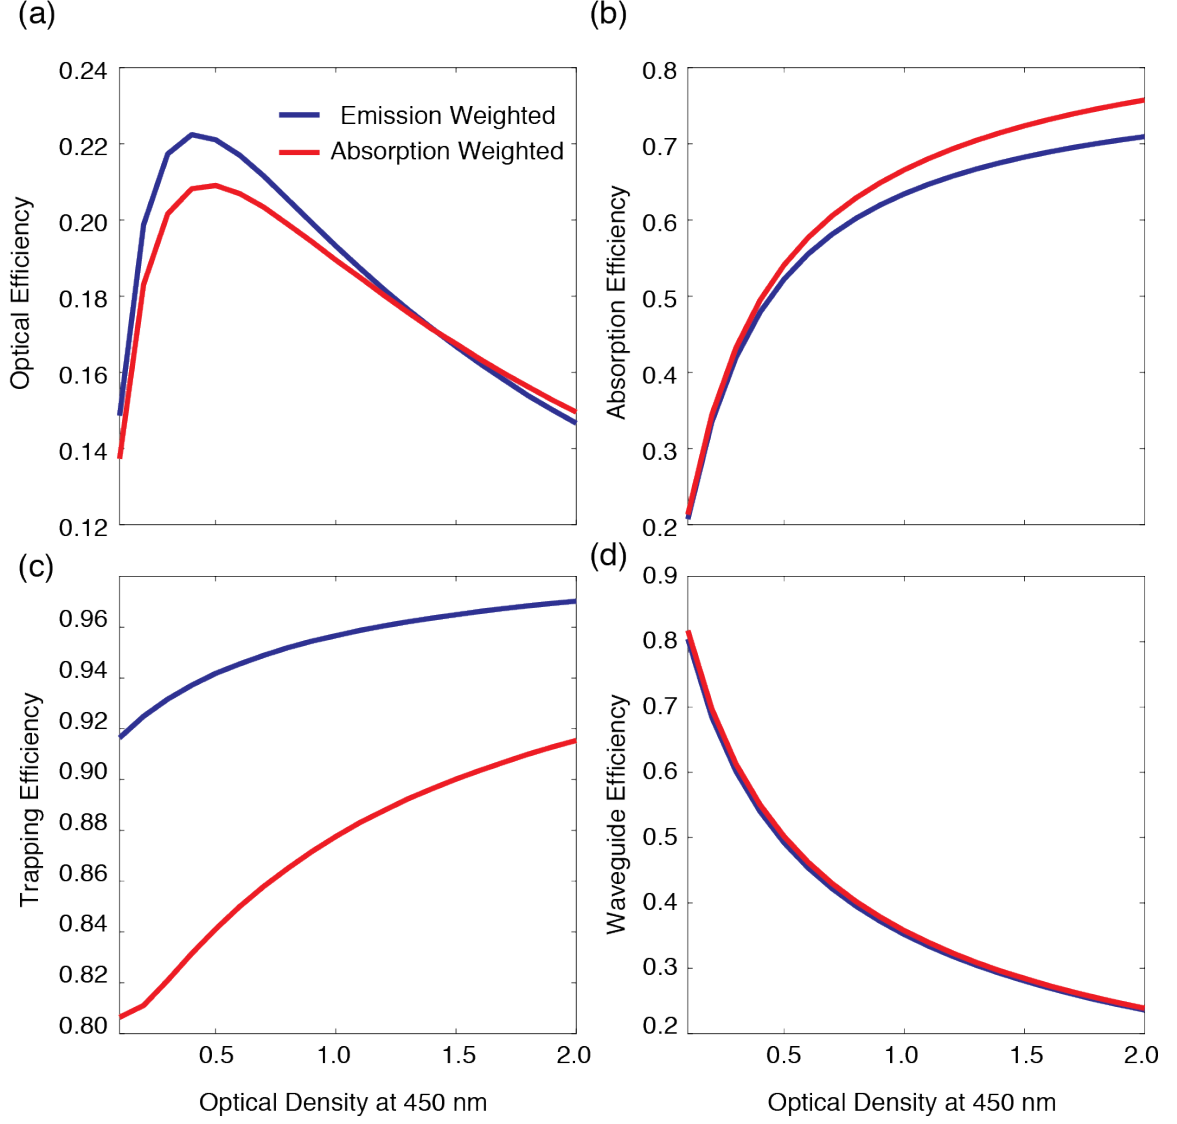 (a)
0.24
0.22
0.20
0.18
0.16
0.14
0.12
Optical Efficiency
Emission Weighted
Absorption Weighted
(b)
0.8
0.7
0.6
0.5
0.4
0.3
0.2
Absorption Efficiency
(c)
0.96
0.94
0.92
0.90
0.88
0.86
0.84
0.82
0.80
Trapping Efficiency
0.5 1.0 1.5 2.0
Optical Density at 450 nm
(d)
0.9
0.8
0.7
0.6
0.5
0.4
0.3
0.2
Waveguide Efficiency
0.5 1.0 1.5 2.0
Optical Density at 450 nm